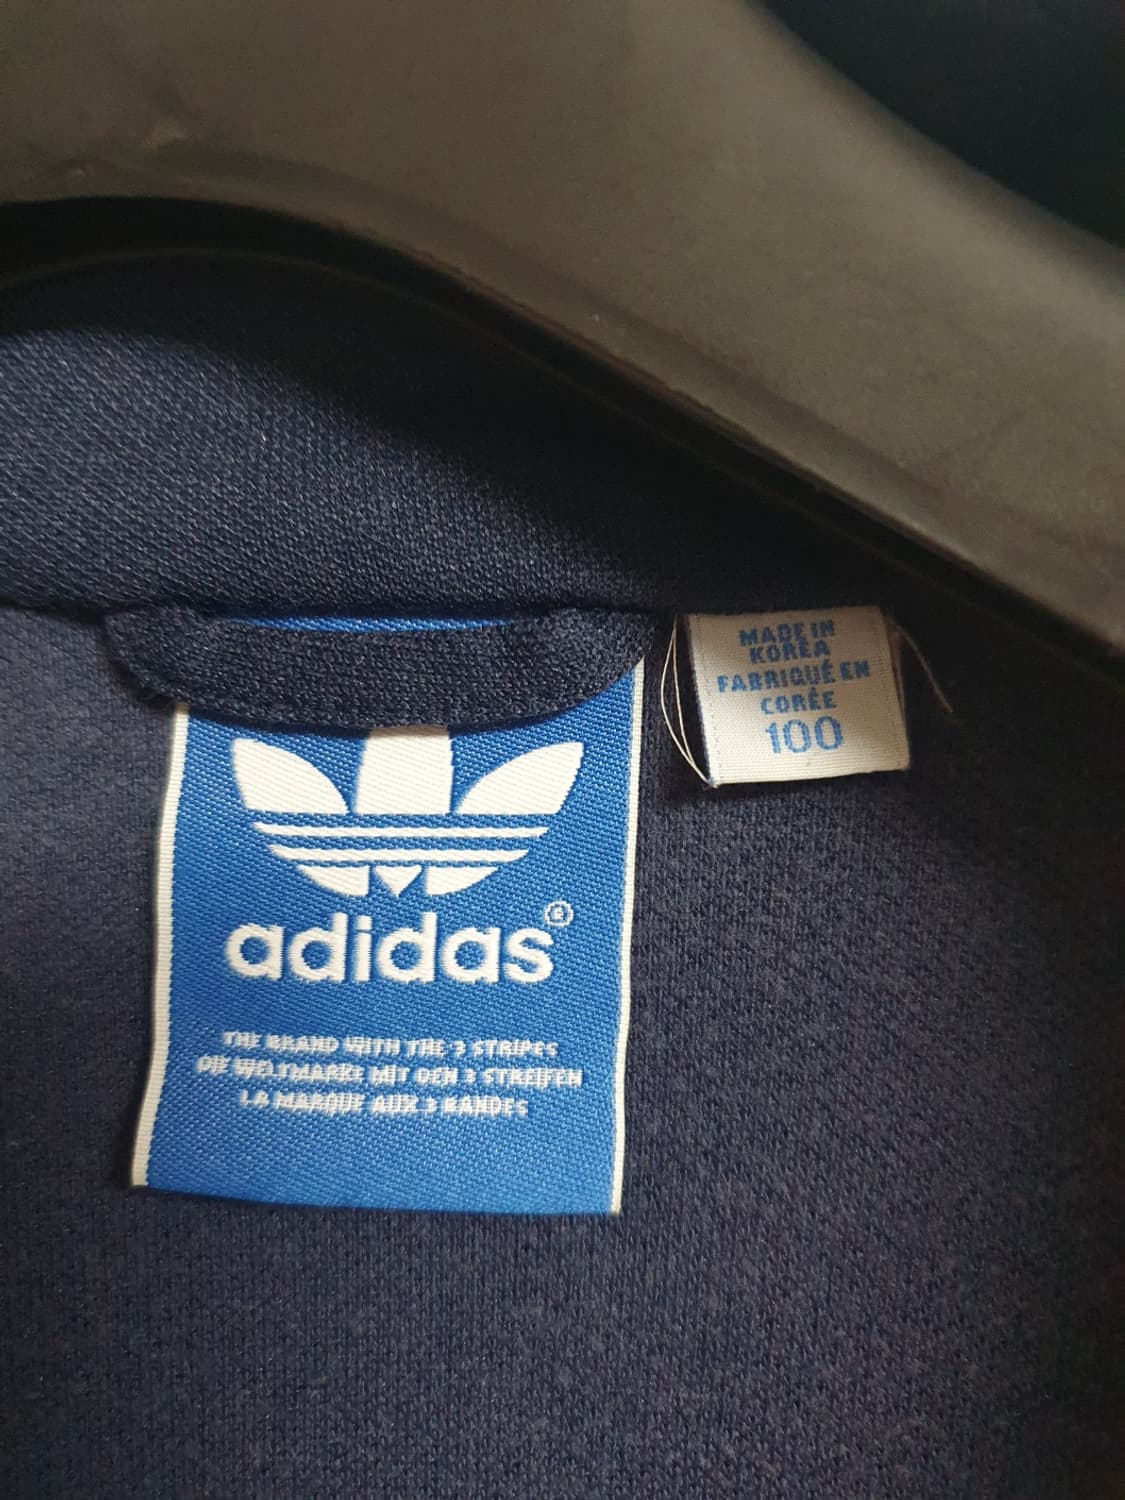 MADE IN
KOREA
FABRIQUÉ EN
CORÉE
100
adidas®
THE BRAND WITH THE 3 STRIPES
DIE WELTMARKE MIT DEN 3 STREIFEN
LA MARQUE AUX 3 BANDES